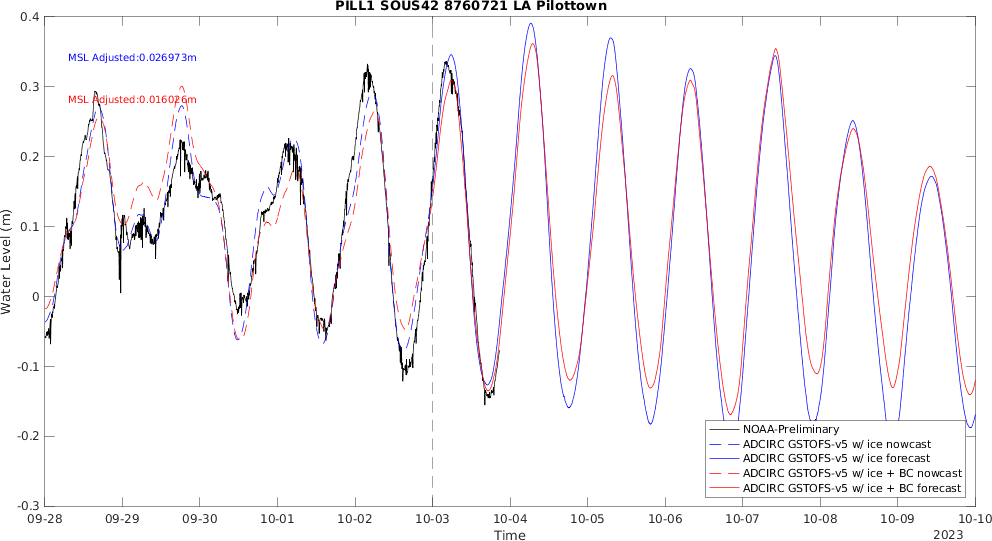 PILL1 SOUS42 8760721 LA Pilottown
MSL Adjusted:0.026973m
MSL Adjusted:0.016026m
Water Level (m)
0.4
0.3
0.2
0.1
0
-0.1
-0.2
-0.3
NOAA-Preliminary
ADCIRC GSTOFS-v5 w/ ice nowcast
ADCIRC GSTOFS-v5 w/ ice forecast
ADCIRC GSTOFS-v5 w/ ice + BC nowcast
ADCIRC GSTOFS-v5 w/ ice + BC forecast
09-28 09-29 09-30 10-01 10-02 10-03 10-04 10-05 10-06 10-07 10-08 10-09 10-10
Time
2023